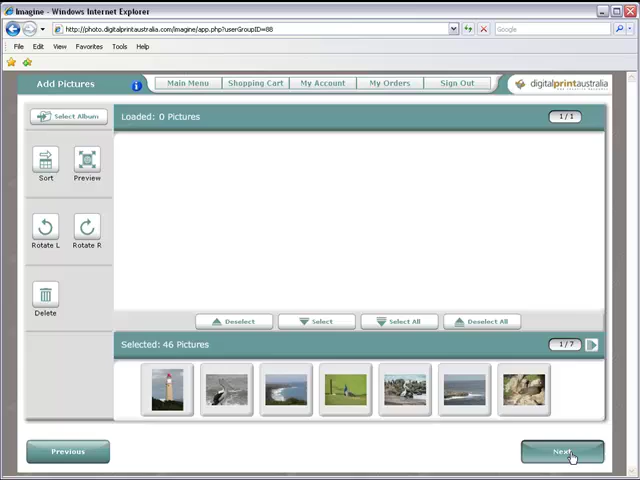 Imagine - Windows Internet Explorer
http://photo.digitalprintaustralia.com/imagine/app.php?userGroupID=88
Google
File Edit View Favorites Tools Help
Add Pictures
Main Menu Shopping Cart My Account My Orders Sign Out
digitalprintaustralia
Select Album
Loaded: 0 Pictures
1 / 1
Sort Preview
Rotate L Rotate R
Delete
Deselect Select Select All Deselect All
Selected: 46 Pictures
1 / 7
Previous
Next